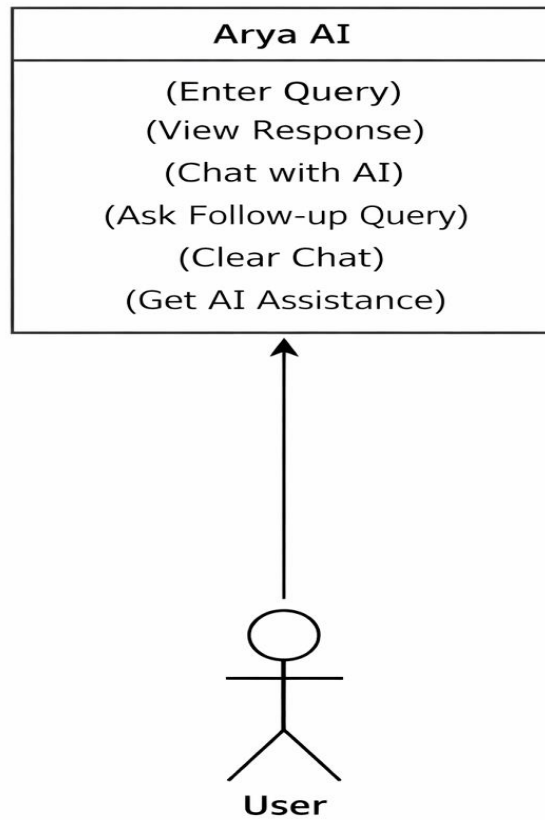 Arya AI
(Enter Query)
(View Response)
(Chat with AI)
(Ask Follow-up Query)
(Clear Chat)
(Get AI Assistance)
User